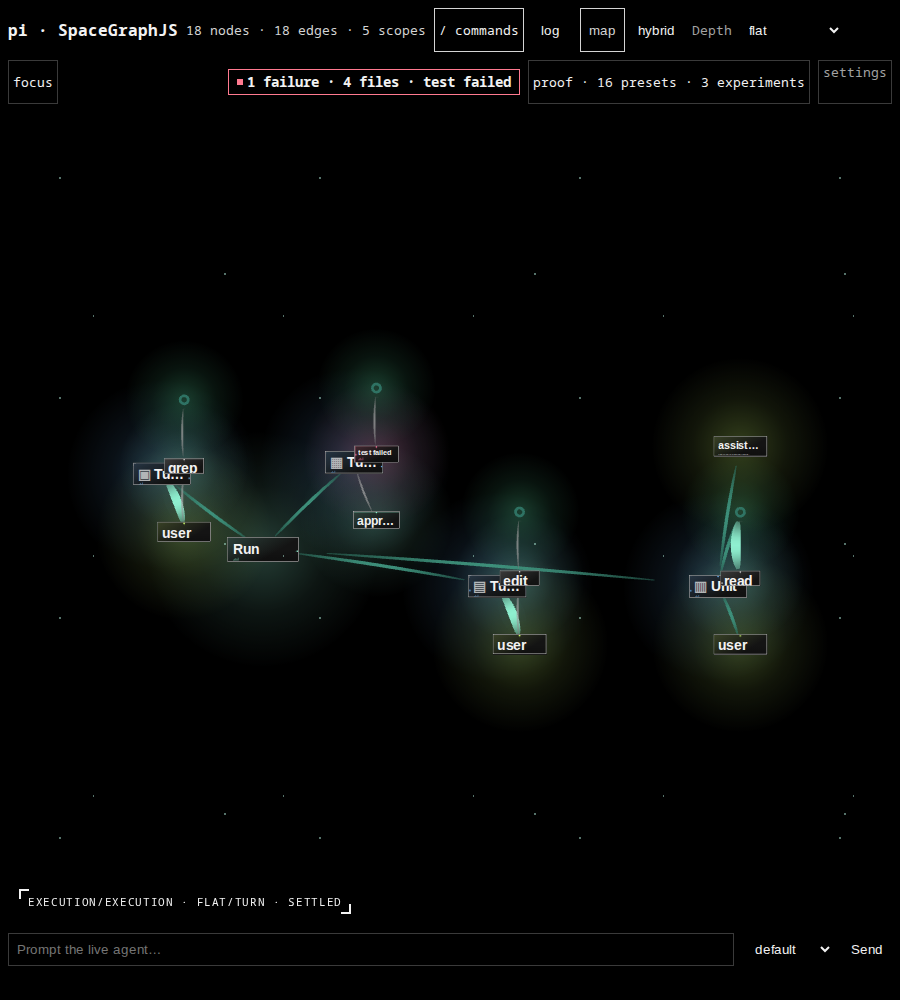 pi · SpaceGraphJS 18 nodes · 18 edges · 5 scopes / commands log map hybrid Depth flat
focus 1 failure · 4 files · test failed proof · 16 presets · 3 experiments settings
assist…
test failed
Tu…
grep
Tu…
appr…
user
Run
Tu…
edit
Unit
read
user
user
EXECUTION/EXECUTION · FLAT/TURN · SETTLED
Prompt the live agent… default Send